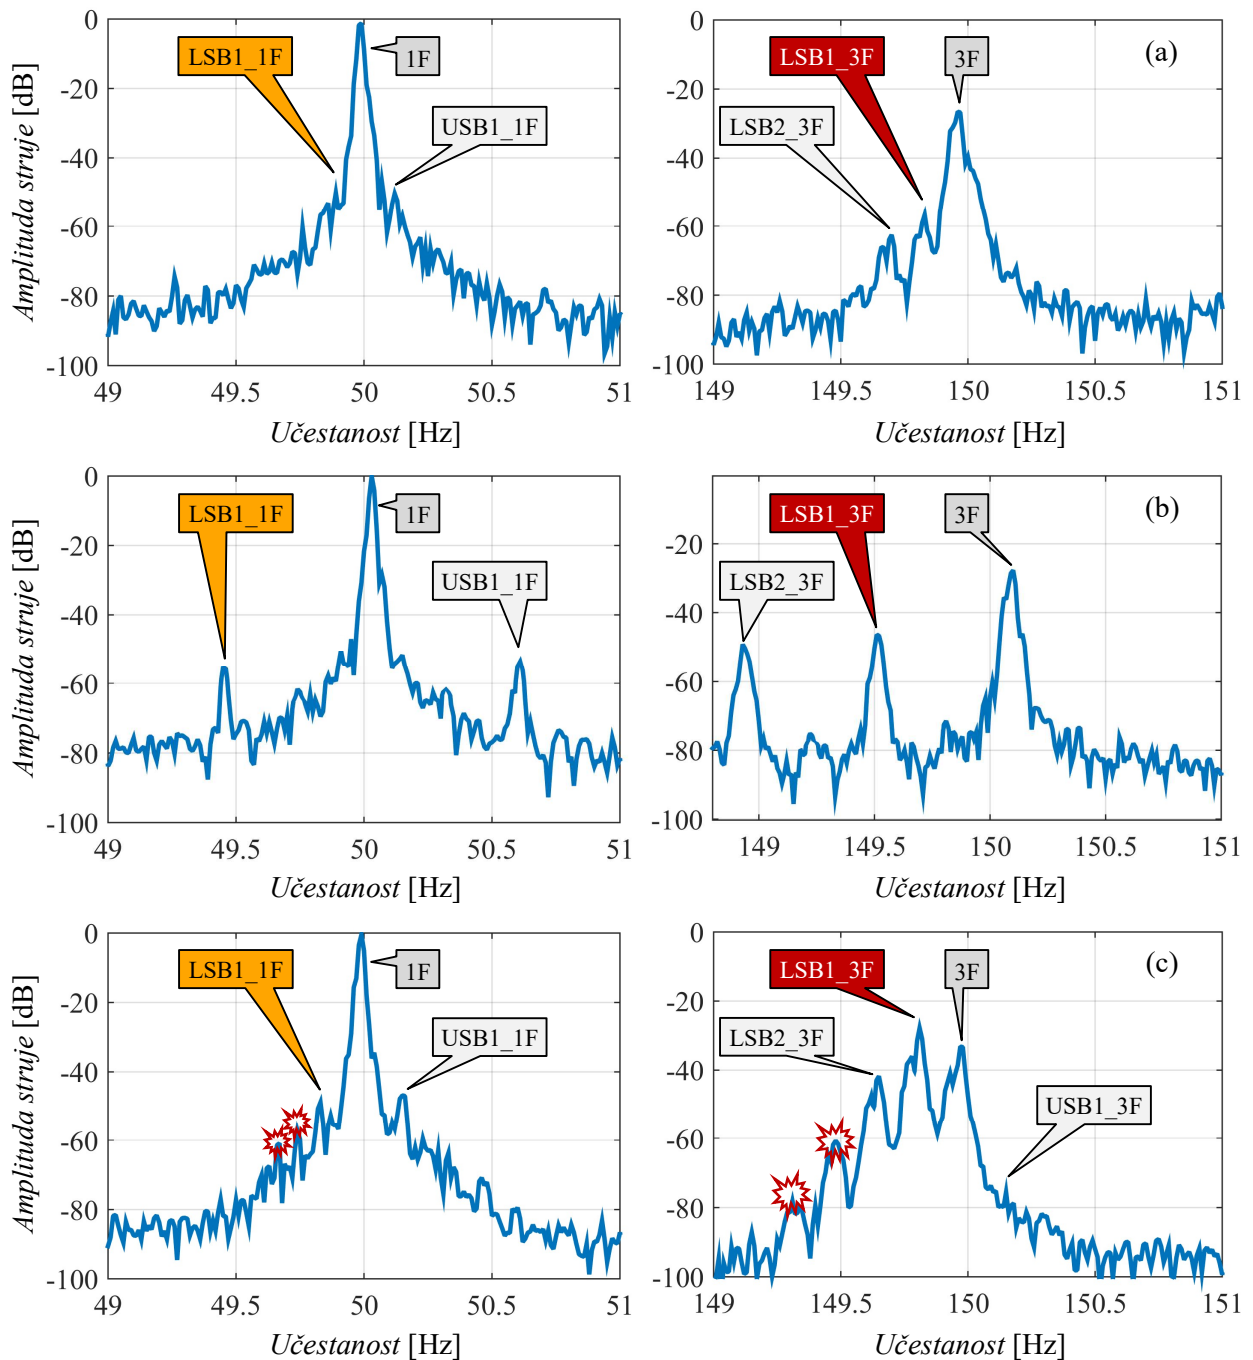 0
-20
-40
-60
-80
-100
Amplituda struje [dB]
LSB1_1F
1F
USB1_1F
49
49.5
50
50.5
51
Učestanost [Hz]
0
-20
-40
-60
-80
-100
LSB1_3F
3F
(a)
LSB2_3F
149
149.5
150
150.5
151
Učestanost [Hz]
0
-20
-40
-60
-80
-100
Amplituda struje [dB]
LSB1_1F
1F
USB1_1F
49
49.5
50
50.5
51
Učestanost [Hz]
-20
-40
-60
-80
-100
LSB1_3F
3F
(b)
LSB2_3F
149
149.5
150
150.5
151
Učestanost [Hz]
0
-20
-40
-60
-80
-100
Amplituda struje [dB]
LSB1_1F
1F
USB1_1F
49
49.5
50
50.5
51
Učestanost [Hz]
0
-20
-40
-60
-80
-100
LSB1_3F
3F
(c)
LSB2_3F
USB1_3F
149
149.5
150
150.5
151
Učestanost [Hz]